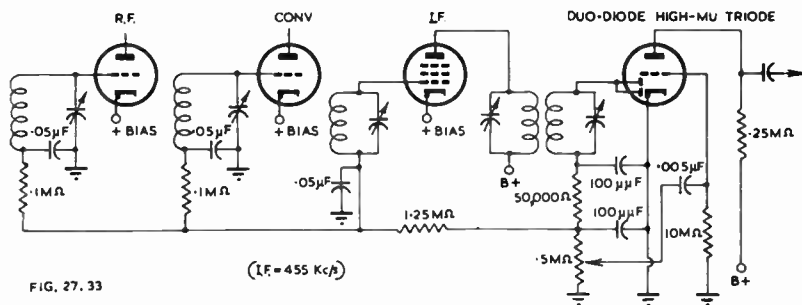 R.F.
CONV
I.F.
DUO-DIODE HIGH-MU TRIODE
+ BIAS
+ BIAS
+ BIAS
.05µF
.05µF
.05µF
.1MΩ
.1MΩ
1.25MΩ
B+
50,000Ω
100µµF
100µµF
.005µF
.25MΩ
.5MΩ
10MΩ
B+
(I.F. = 455 Kc/s)
FIG. 27.33